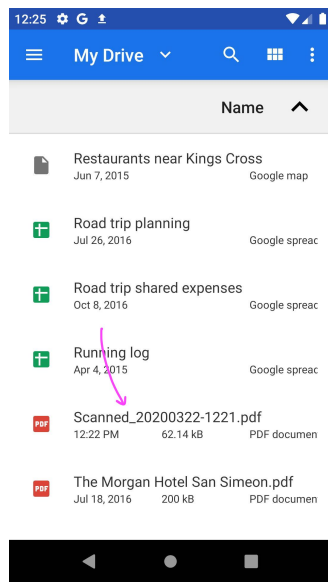 12:25 G
My Drive
Name
Restaurants near Kings Cross
Jun 7, 2015 Google map
Road trip planning
Jul 26, 2016 Google spreac
Road trip shared expenses
Oct 8, 2016 Google spreac
Running log
Apr 4, 2015 Google spreac
PDF Scanned_20200322-1221.pdf
12:22 PM 62.14 kB PDF documen
PDF The Morgan Hotel San Simeon.pdf
Jul 18, 2016 200 kB PDF documen